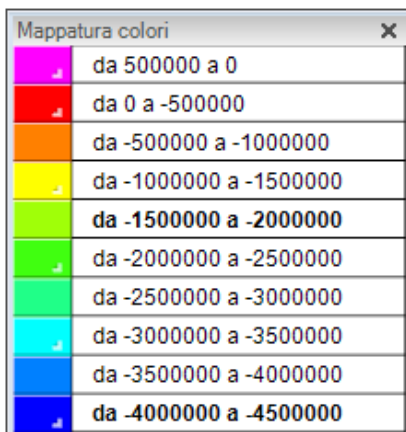 Mappatura colori
da 500000 a 0
da 0 a -500000
da -500000 a -1000000
da -1000000 a -1500000
da -1500000 a -2000000
da -2000000 a -2500000
da -2500000 a -3000000
da -3000000 a -3500000
da -3500000 a -4000000
da -4000000 a -4500000